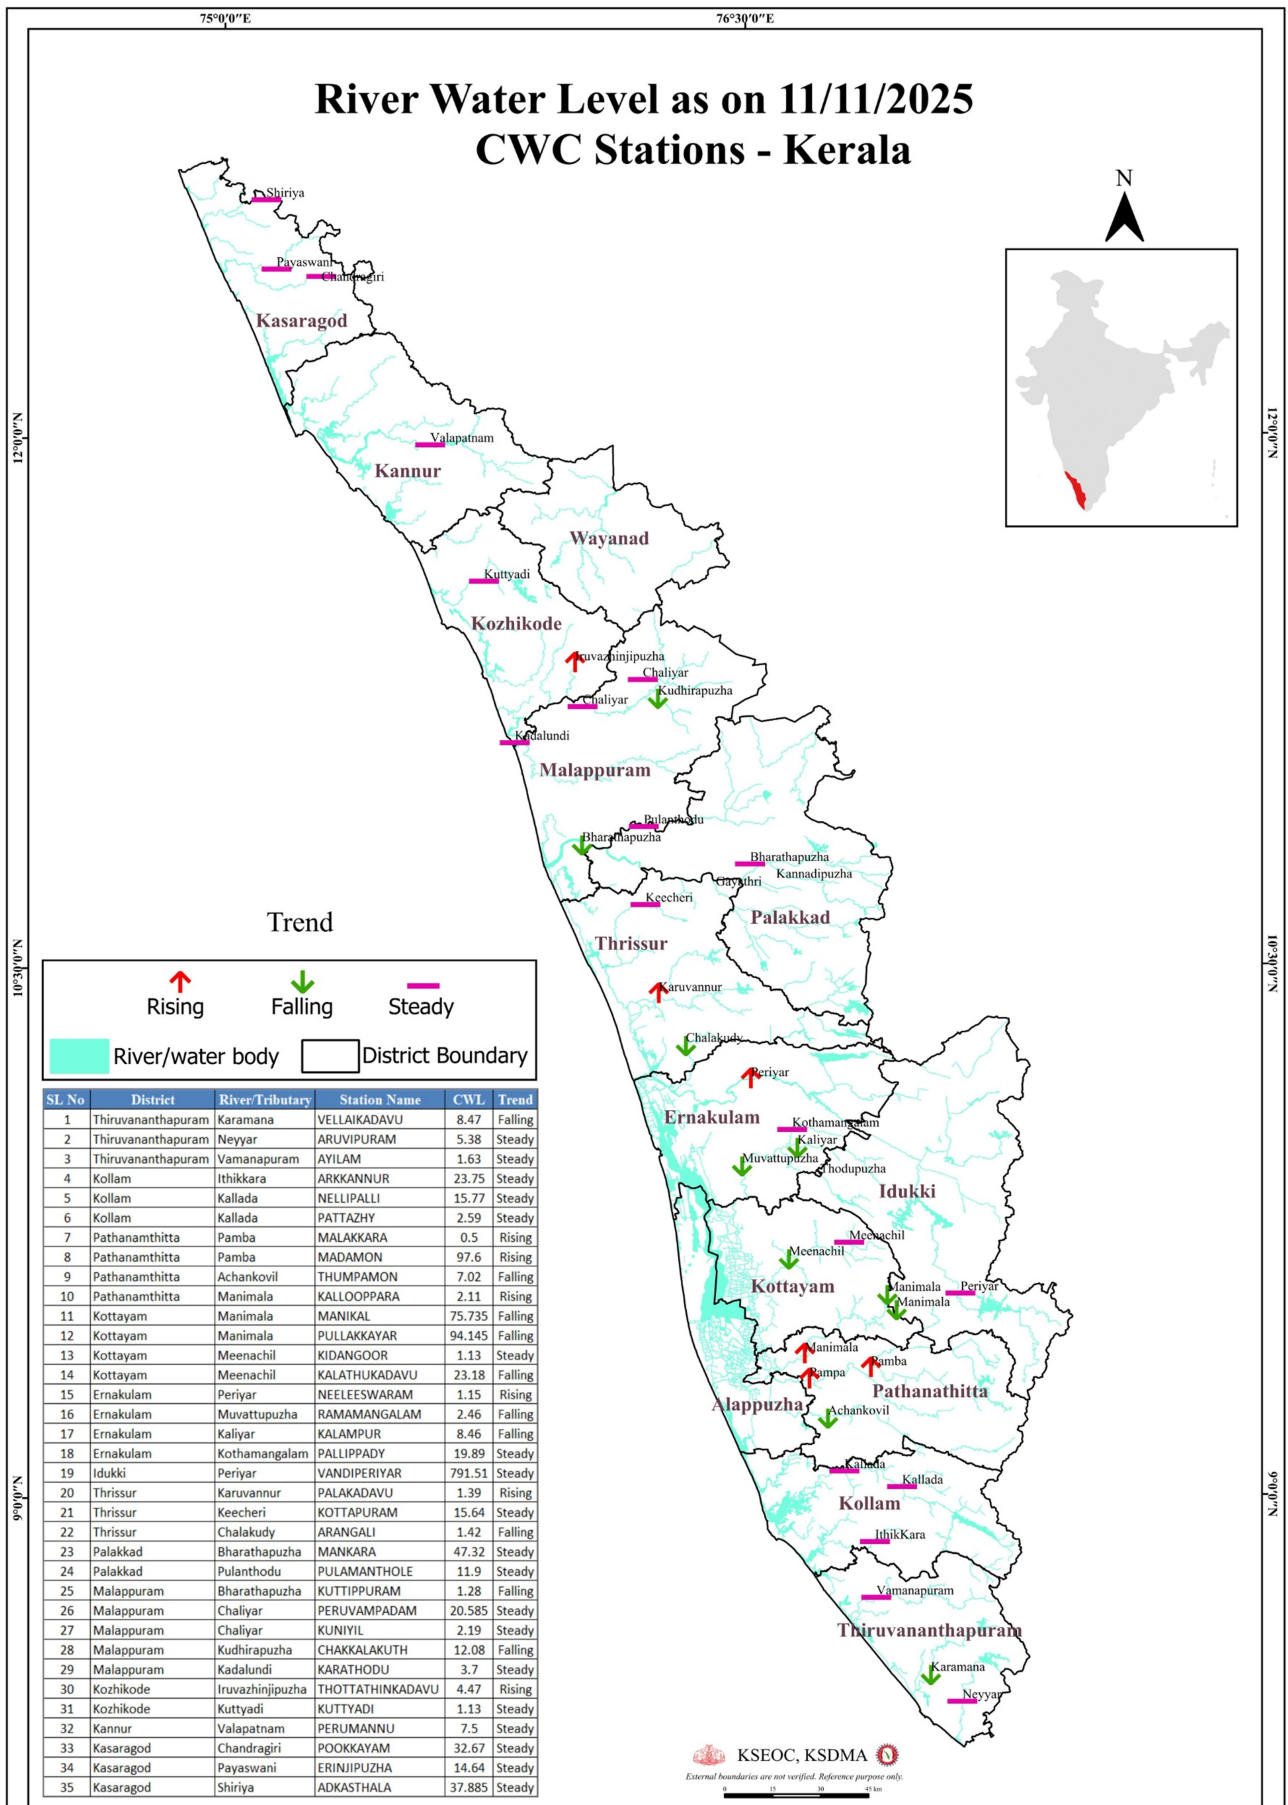 75°0'0"E 76°30'0"E
River Water Level as on 11/11/2025
CWC Stations - Kerala
N
Shiriya
Payaswani
Chandragiri
Kasaragod
12°0'0"N 12°0'0"N
Valapatnam
Kannur
Wayanad
Kuttyadi
Kozhikode
Iruvazhinjipuzha
Chaliyar
Kudhirapuzha
Chaliyar
Kadalundi
Malappuram
Pulanthodu
Bharathapuzha
Bharathapuzha
Kannadipuzha
Gayathri
Keecheri
Palakkad
Thrissur
10°30'0"N 10°30'0"N
Karuvannur
Chalakudy
Periyar
Ernakulam
Kothamangalam
Kaliyar
Muvattupuzha
Thodupuzha
Idukki
Meenachil
Meenachil
Kottayam
Manimala
Periyar
Manimala
Manimala
Pamba
Pampa
Pathanathitta
Alappuzha
Achankovil
Kallada
Kallada
9°0'0"N 9°0'0"N
Kollam
IthikKara
Vamanapuram
Thiruvananthapuram
Karamana
Neyyar
Trend
Rising Falling Steady
River/water body District Boundary
SL No District River/Tributary Station Name CWL Trend
1 Thiruvananthapuram Karamana VELLAIKADAVU 8.47 Falling
2 Thiruvananthapuram Neyyar ARUVIPURAM 5.38 Steady
3 Thiruvananthapuram Vamanapuram AYILAM 1.63 Steady
4 Kollam Ithikkara ARKKANNUR 23.75 Steady
5 Kollam Kallada NELLIPALLI 15.77 Steady
6 Kollam Kallada PATTAZHY 2.59 Steady
7 Pathanamthitta Pamba MALAKKARA 0.5 Rising
8 Pathanamthitta Pamba MADAMON 97.6 Rising
9 Pathanamthitta Achankovil THUMPAMON 7.02 Falling
10 Pathanamthitta Manimala KALLOOPPARA 2.11 Rising
11 Kottayam Manimala MANIKAL 75.735 Falling
12 Kottayam Manimala PULLAKKAYAR 94.145 Falling
13 Kottayam Meenachil KIDANGOOR 1.13 Steady
14 Kottayam Meenachil KALATHUKADAVU 23.18 Falling
15 Ernakulam Periyar NEELEESWARAM 1.15 Rising
16 Ernakulam Muvattupuzha RAMAMANGALAM 2.46 Falling
17 Ernakulam Kaliyar KALAMPUR 8.46 Falling
18 Ernakulam Kothamangalam PALLIPPADY 19.89 Steady
19 Idukki Periyar VANDIPERIYAR 791.51 Steady
20 Thrissur Karuvannur PALAKADAVU 1.39 Rising
21 Thrissur Keecheri KOTTAPURAM 15.64 Steady
22 Thrissur Chalakudy ARANGALI 1.42 Falling
23 Palakkad Bharathapuzha MANKARA 47.32 Steady
24 Palakkad Pulanthodu PULAMANTHOLE 11.9 Steady
25 Malappuram Bharathapuzha KUTTIPPURAM 1.28 Falling
26 Malappuram Chaliyar PERUVAMPADAM 20.585 Steady
27 Malappuram Chaliyar KUNIYIL 2.19 Steady
28 Malappuram Kudhirapuzha CHAKKALAKUTH 12.08 Falling
29 Malappuram Kadalundi KARATHODU 3.7 Steady
30 Kozhikode Iruvazhinjipuzha THOTTATHINKADAVU 4.47 Rising
31 Kozhikode Kuttyadi KUTTYADI 1.13 Steady
32 Kannur Valapatnam PERUMANNU 7.5 Steady
33 Kasaragod Chandragiri POOKKAYAM 32.67 Steady
34 Kasaragod Payaswani ERINJIPUZHA 14.64 Steady
35 Kasaragod Shiriya ADKASTHALA 37.885 Steady
KSEOC, KSDMA
External boundaries are not verified. Reference purpose only.
0 15 30 45 km